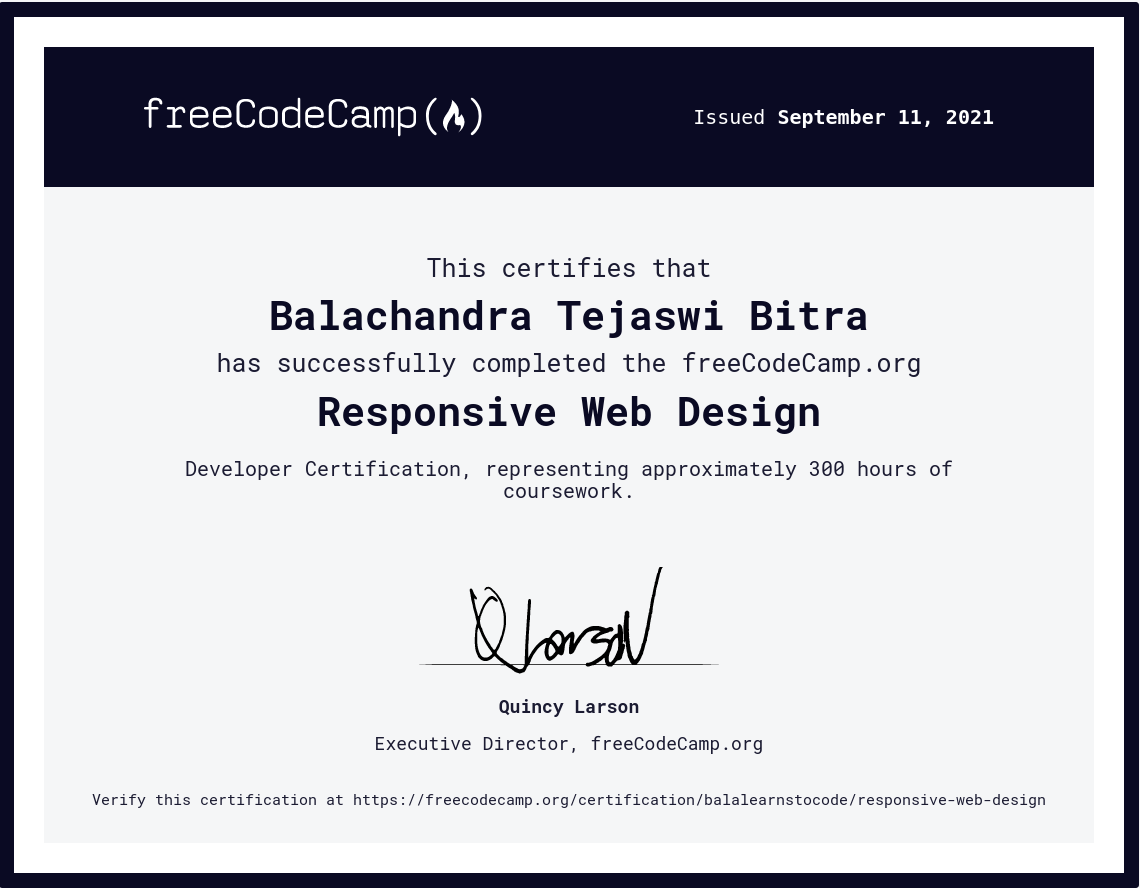 freeCodeCamp
Issued September 11, 2021
This certifies that
Balachandra Tejaswi Bitra
has successfully completed the freeCodeCamp.org
Responsive Web Design
Developer Certification, representing approximately 300 hours of
coursework.
Q Larson
Quincy Larson
Executive Director, freeCodeCamp.org
Verify this certification at https://freecodecamp.org/certification/balalearnstocode/responsive-web-design